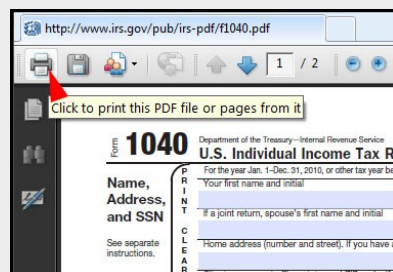 http://www.irs.gov/pub/irs-pdf/f1040.pdf
1 / 2
Click to print this PDF file or pages from it
Form 1040
Department of the Treasury—Internal Revenue Service
U.S. Individual Income Tax R
For the year Jan. 1–Dec. 31, 2010, or other tax year be
Name,
Address,
and SSN
See separate
instructions.
P
R
I
N
T
C
L
E
A
R
Your first name and initial
If a joint return, spouse's first name and initial
Home address (number and street). If you have a